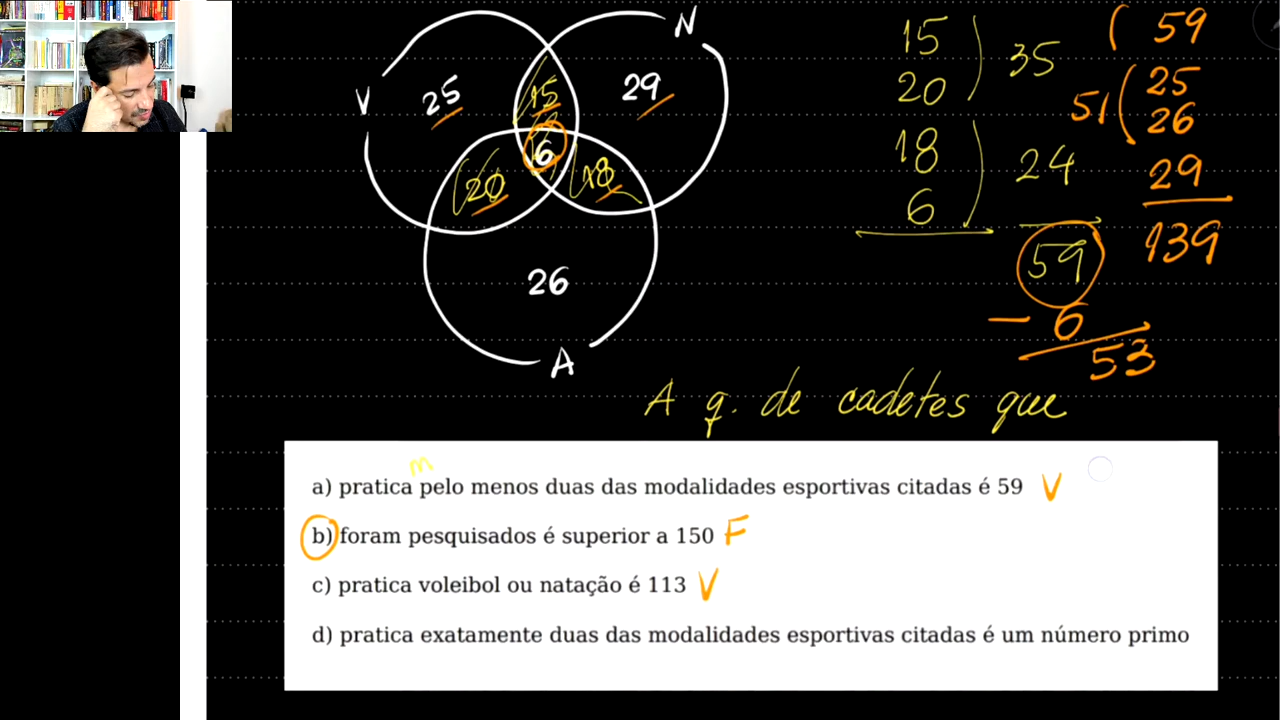 V
N
25
15
29
6
20
18
26
A
15
20
35
18
6
24
59
- 6
53
59
51
25
26
29
139
A q. de cadetes que
m
a) pratica pelo menos duas das modalidades esportivas citadas é 59 V
b) foram pesquisados é superior a 150 F
c) pratica voleibol ou natação é 113 V
d) pratica exatamente duas das modalidades esportivas citadas é um número primo